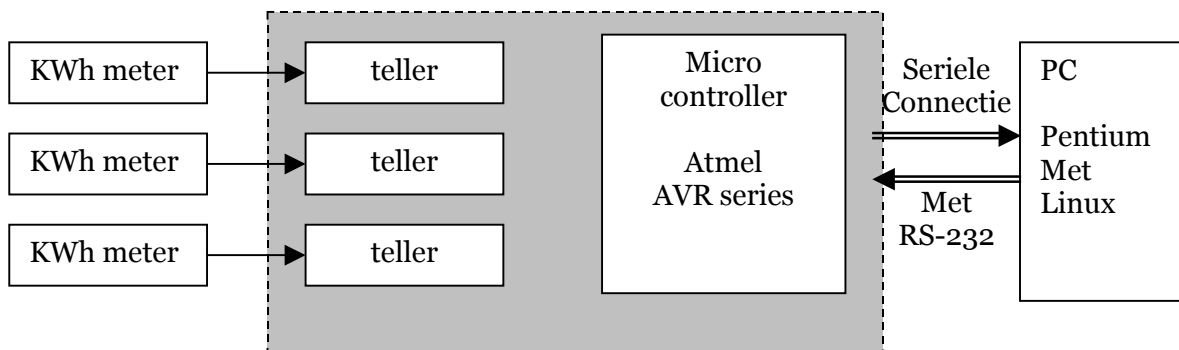 KWh meter
teller
KWh meter
teller
KWh meter
teller
Micro
controller
Atmel
AVR series
Seriele
Connectie
Met
RS-232
PC
Pentium
Met
Linux